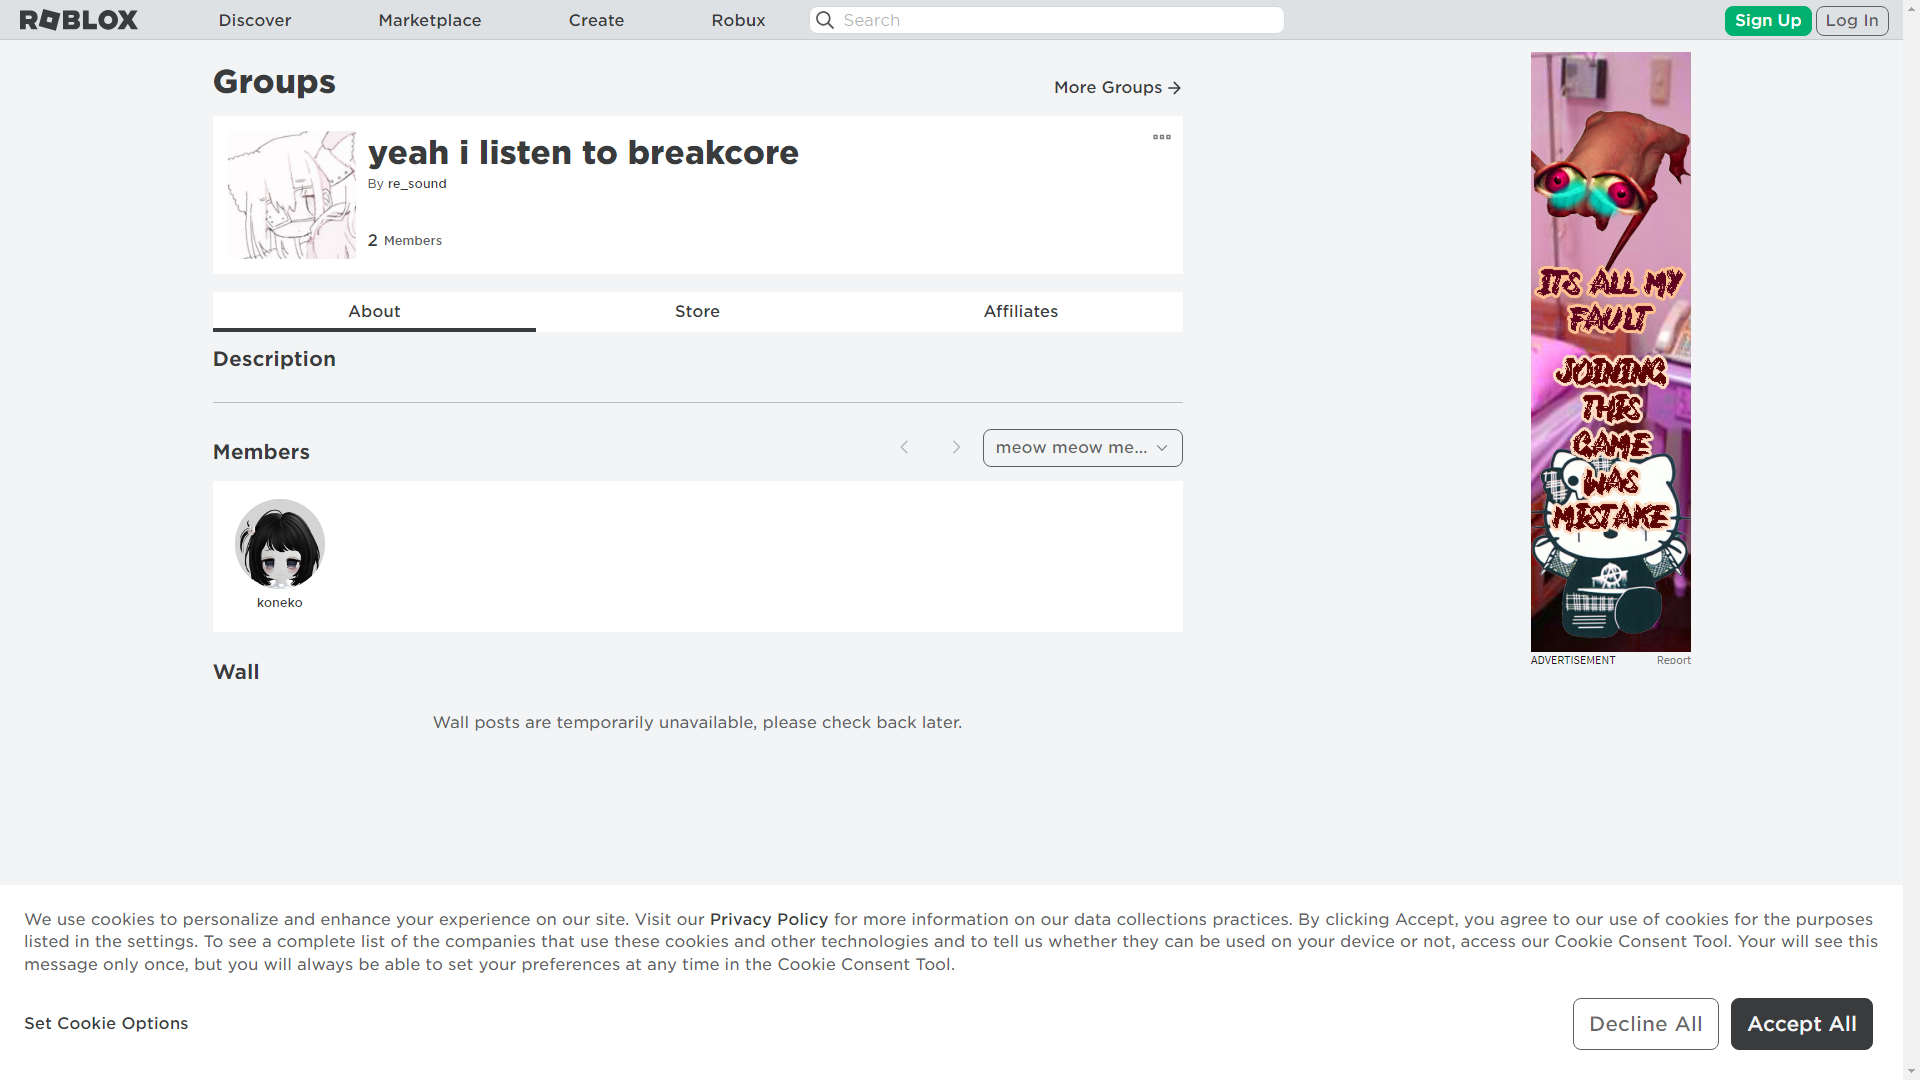 ROBLOX
Discover
Marketplace
Create
Robux
Search
Sign Up
Log In
Groups
More Groups
yeah i listen to breakcore
By re_sound
2 Members
About
Store
Affiliates
Description
Members
meow meow me...
koneko
Wall
Wall posts are temporarily unavailable, please check back later.
ITS ALL MY
FAULT
JOINING
THIS
GAME
WAS
MISTAKE
ADVERTISEMENT
Report
We use cookies to personalize and enhance your experience on our site. Visit our Privacy Policy for more information on our data collections practices. By clicking Accept, you agree to our use of cookies for the purposes
listed in the settings. To see a complete list of the companies that use these cookies and other technologies and to tell us whether they can be used on your device or not, access our Cookie Consent Tool. Your will see this
message only once, but you will always be able to set your preferences at any time in the Cookie Consent Tool.
Set Cookie Options
Decline All
Accept All